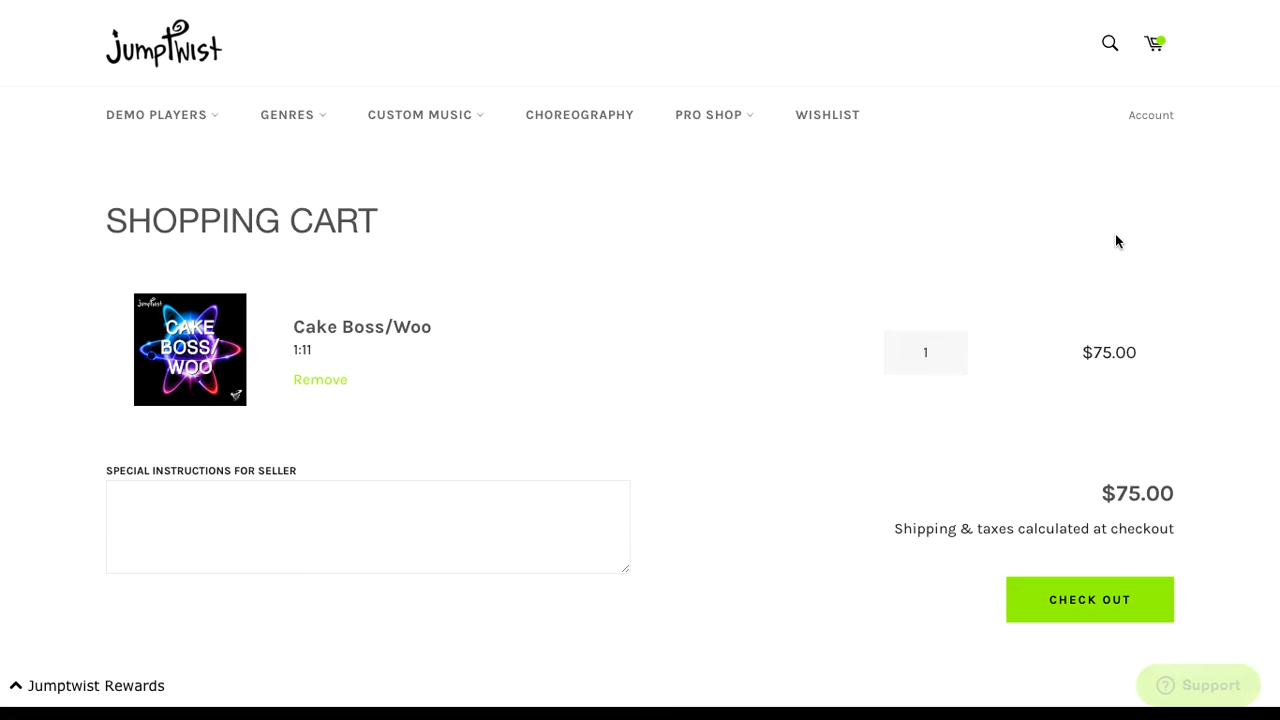 jumptwist
DEMO PLAYERS GENRES CUSTOM MUSIC CHOREOGRAPHY PRO SHOP WISHLIST Account
SHOPPING CART
jumptwist
CAKE
BOSS/
WOO
Cake Boss/Woo
1:11
Remove
1
$75.00
SPECIAL INSTRUCTIONS FOR SELLER
$75.00
Shipping & taxes calculated at checkout
CHECK OUT
Jumptwist Rewards
Support